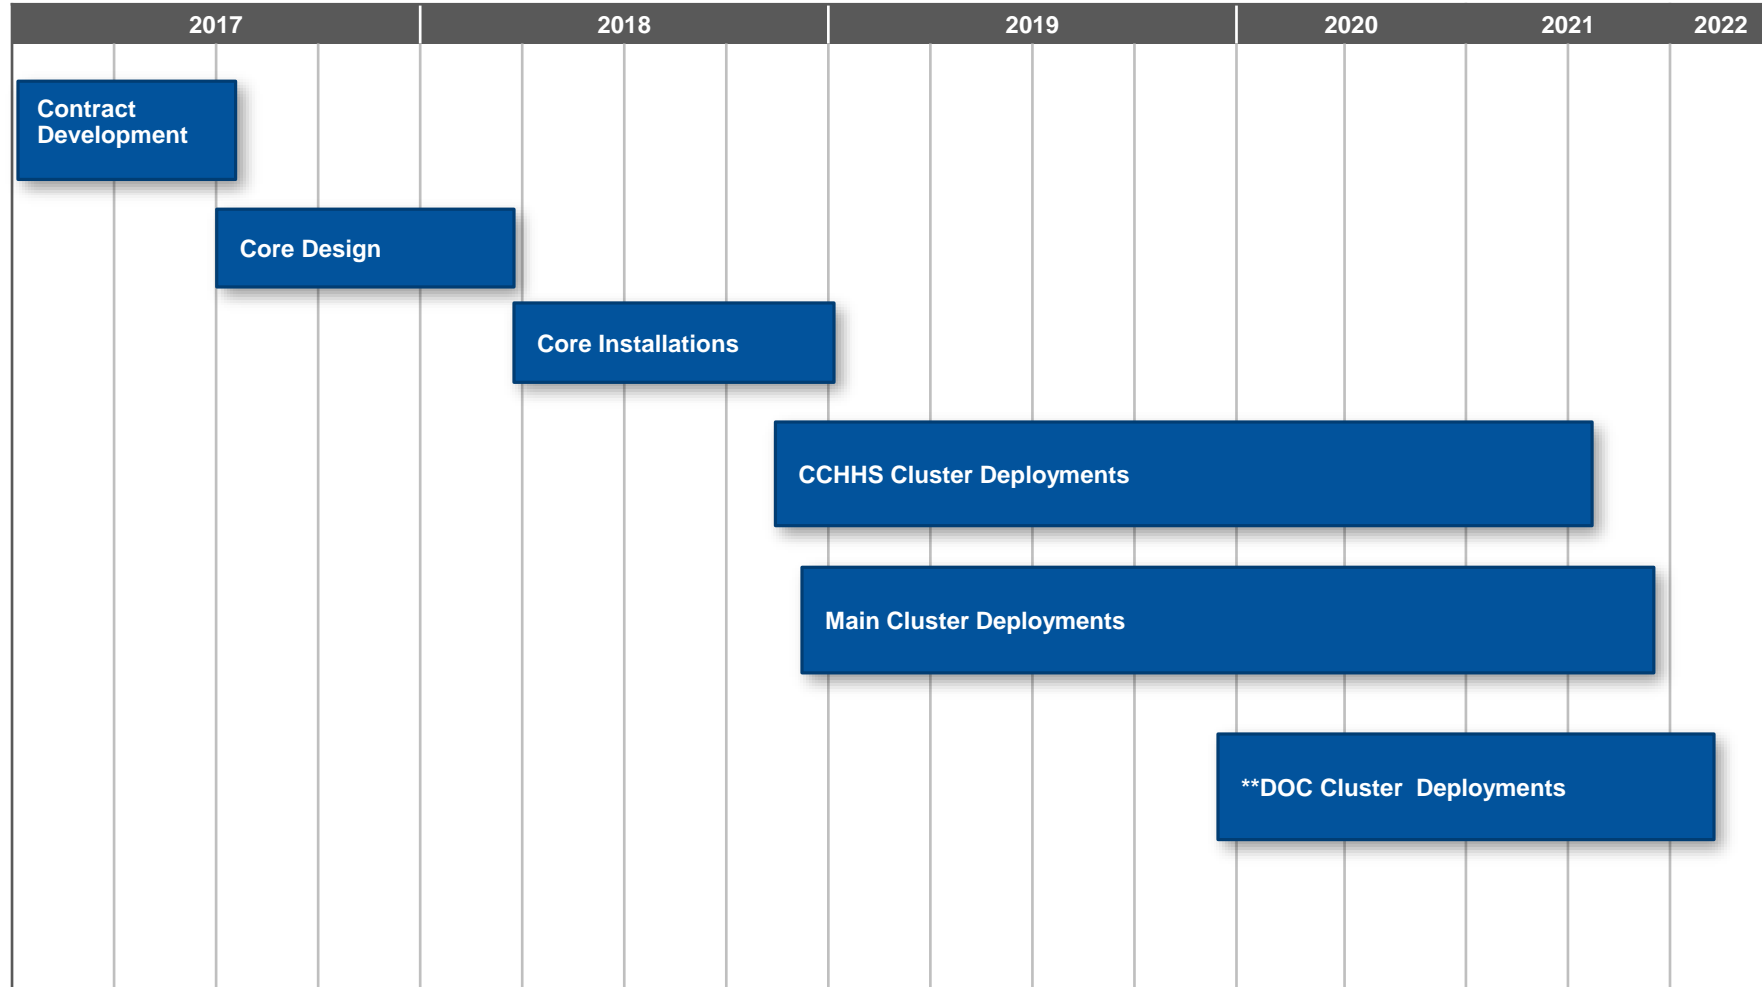 2017 2018 2019 2020 2021 2022
Contract
Development
Core Design
Core Installations
CCHHS Cluster Deployments
Main Cluster Deployments
**DOC Cluster  Deployments